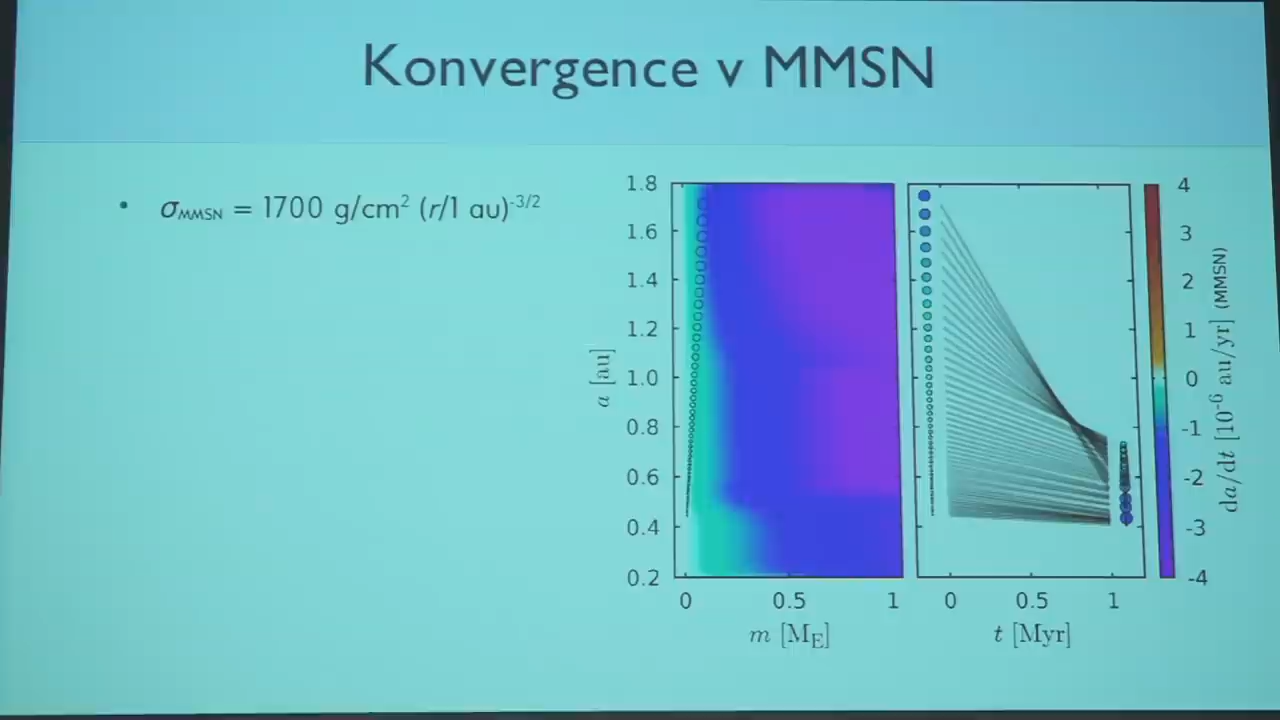 Konvergence v MMSN
• σMMSN = 1700 g/cm² (r/1 au)⁻³/²
1.8
1.6
1.4
1.2
1.0
0.8
0.6
0.4
0.2
a [au]
0 0.5 1
m [M_E]
0 0.5 1
t [Myr]
4
3
2
1
0
-1
-2
-3
-4
da/dt [10⁻⁶ au/yr] (MMSN)